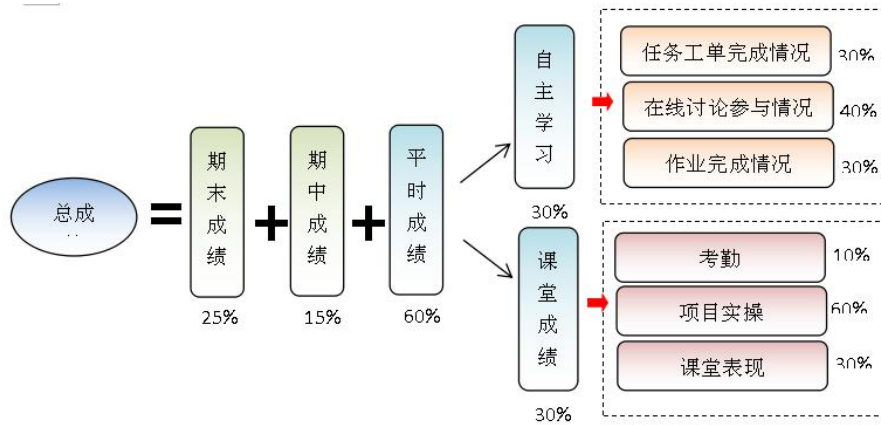 总成
=
期末成绩
25%
+
期中成绩
15%
+
平时成绩
60%
自主学习
30%
任务工单完成情况 30%
在线讨论参与情况 40%
作业完成情况 30%
课堂成绩
30%
考勤 10%
项目实操 60%
课堂表现 30%